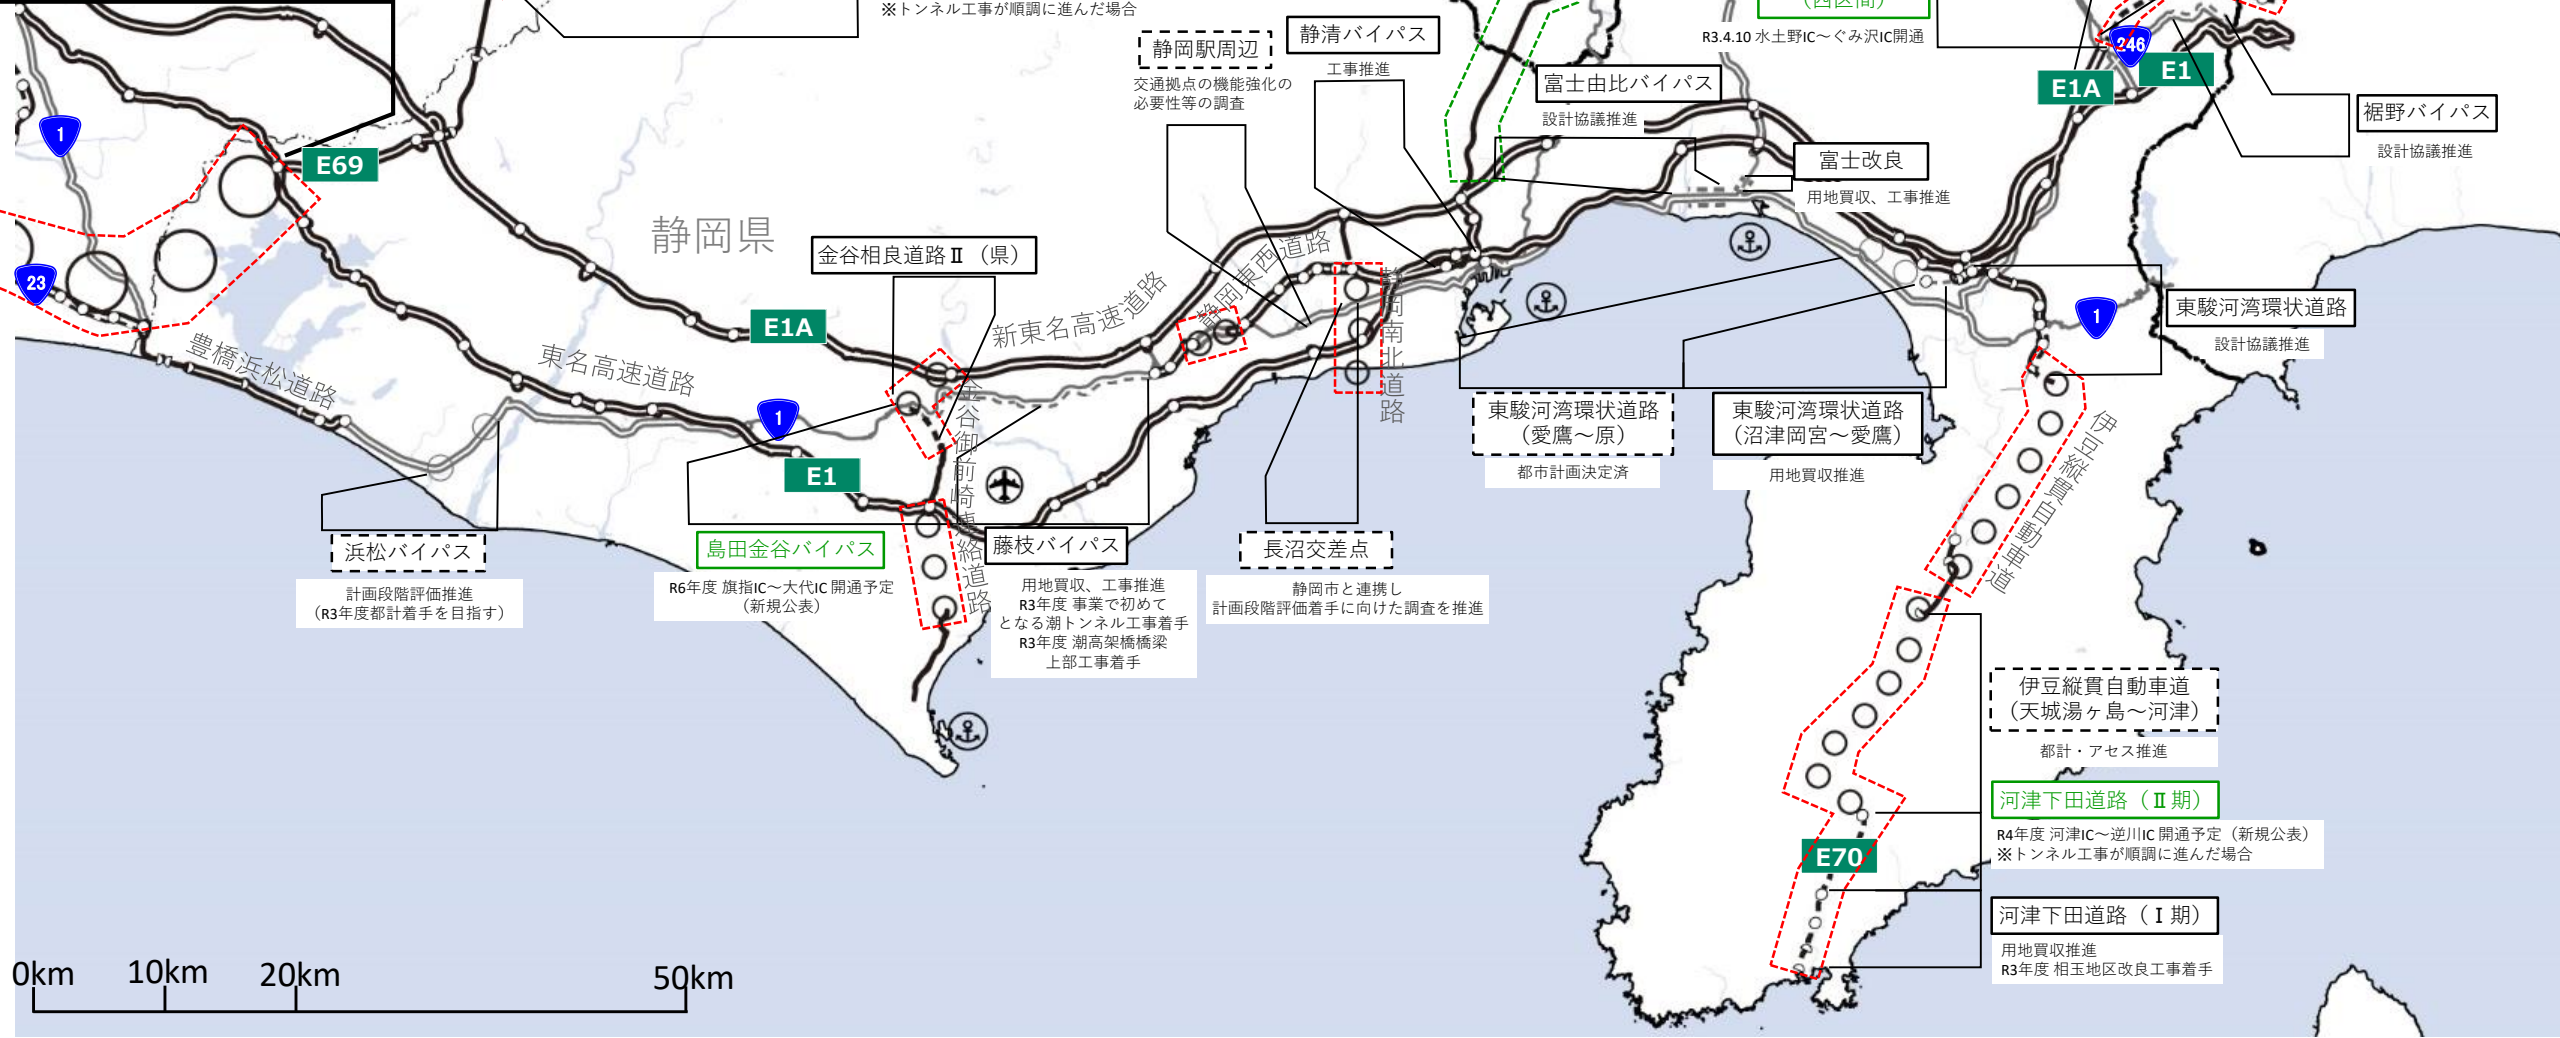 ※トンネル工事が順調に進んだ場合
静岡駅周辺
交通拠点の機能強化の
必要性等の調査
静清バイパス
工事推進
R3.4.10 水土野IC～ぐみ沢IC開通
富士由比バイパス
設計協議推進
富士改良
用地買収、工事推進
246
E1
E1A
裾野バイパス
設計協議推進
1
E69
23
静岡県
金谷相良道路Ⅱ（県）
E1A
新東名高速道路
静岡東西道路
静岡南北道路
豊橋浜松道路
東名高速道路
1
E1
金谷御前崎連絡道路
1
東駿河湾環状道路
設計協議推進
東駿河湾環状道路
（愛鷹～原）
都市計画決定済
東駿河湾環状道路
（沼津岡宮～愛鷹）
用地買収推進
伊豆縦貫自動車道
浜松バイパス
計画段階評価推進
（R3年度都計着手を目指す）
島田金谷バイパス
R6年度 旗指IC～大代IC 開通予定
（新規公表）
藤枝バイパス
用地買収、工事推進
R3年度 事業で初めて
となる潮トンネル工事着手
R3年度 潮高架橋橋梁
上部工事着手
長沼交差点
静岡市と連携し
計画段階評価着手に向けた調査を推進
伊豆縦貫自動車道
（天城湯ヶ島～河津）
都計・アセス推進
河津下田道路（Ⅱ期）
R4年度 河津IC～逆川IC 開通予定（新規公表）
※トンネル工事が順調に進んだ場合
E70
河津下田道路（Ⅰ期）
用地買収推進
R3年度 相玉地区改良工事着手
0km
10km
20km
50km